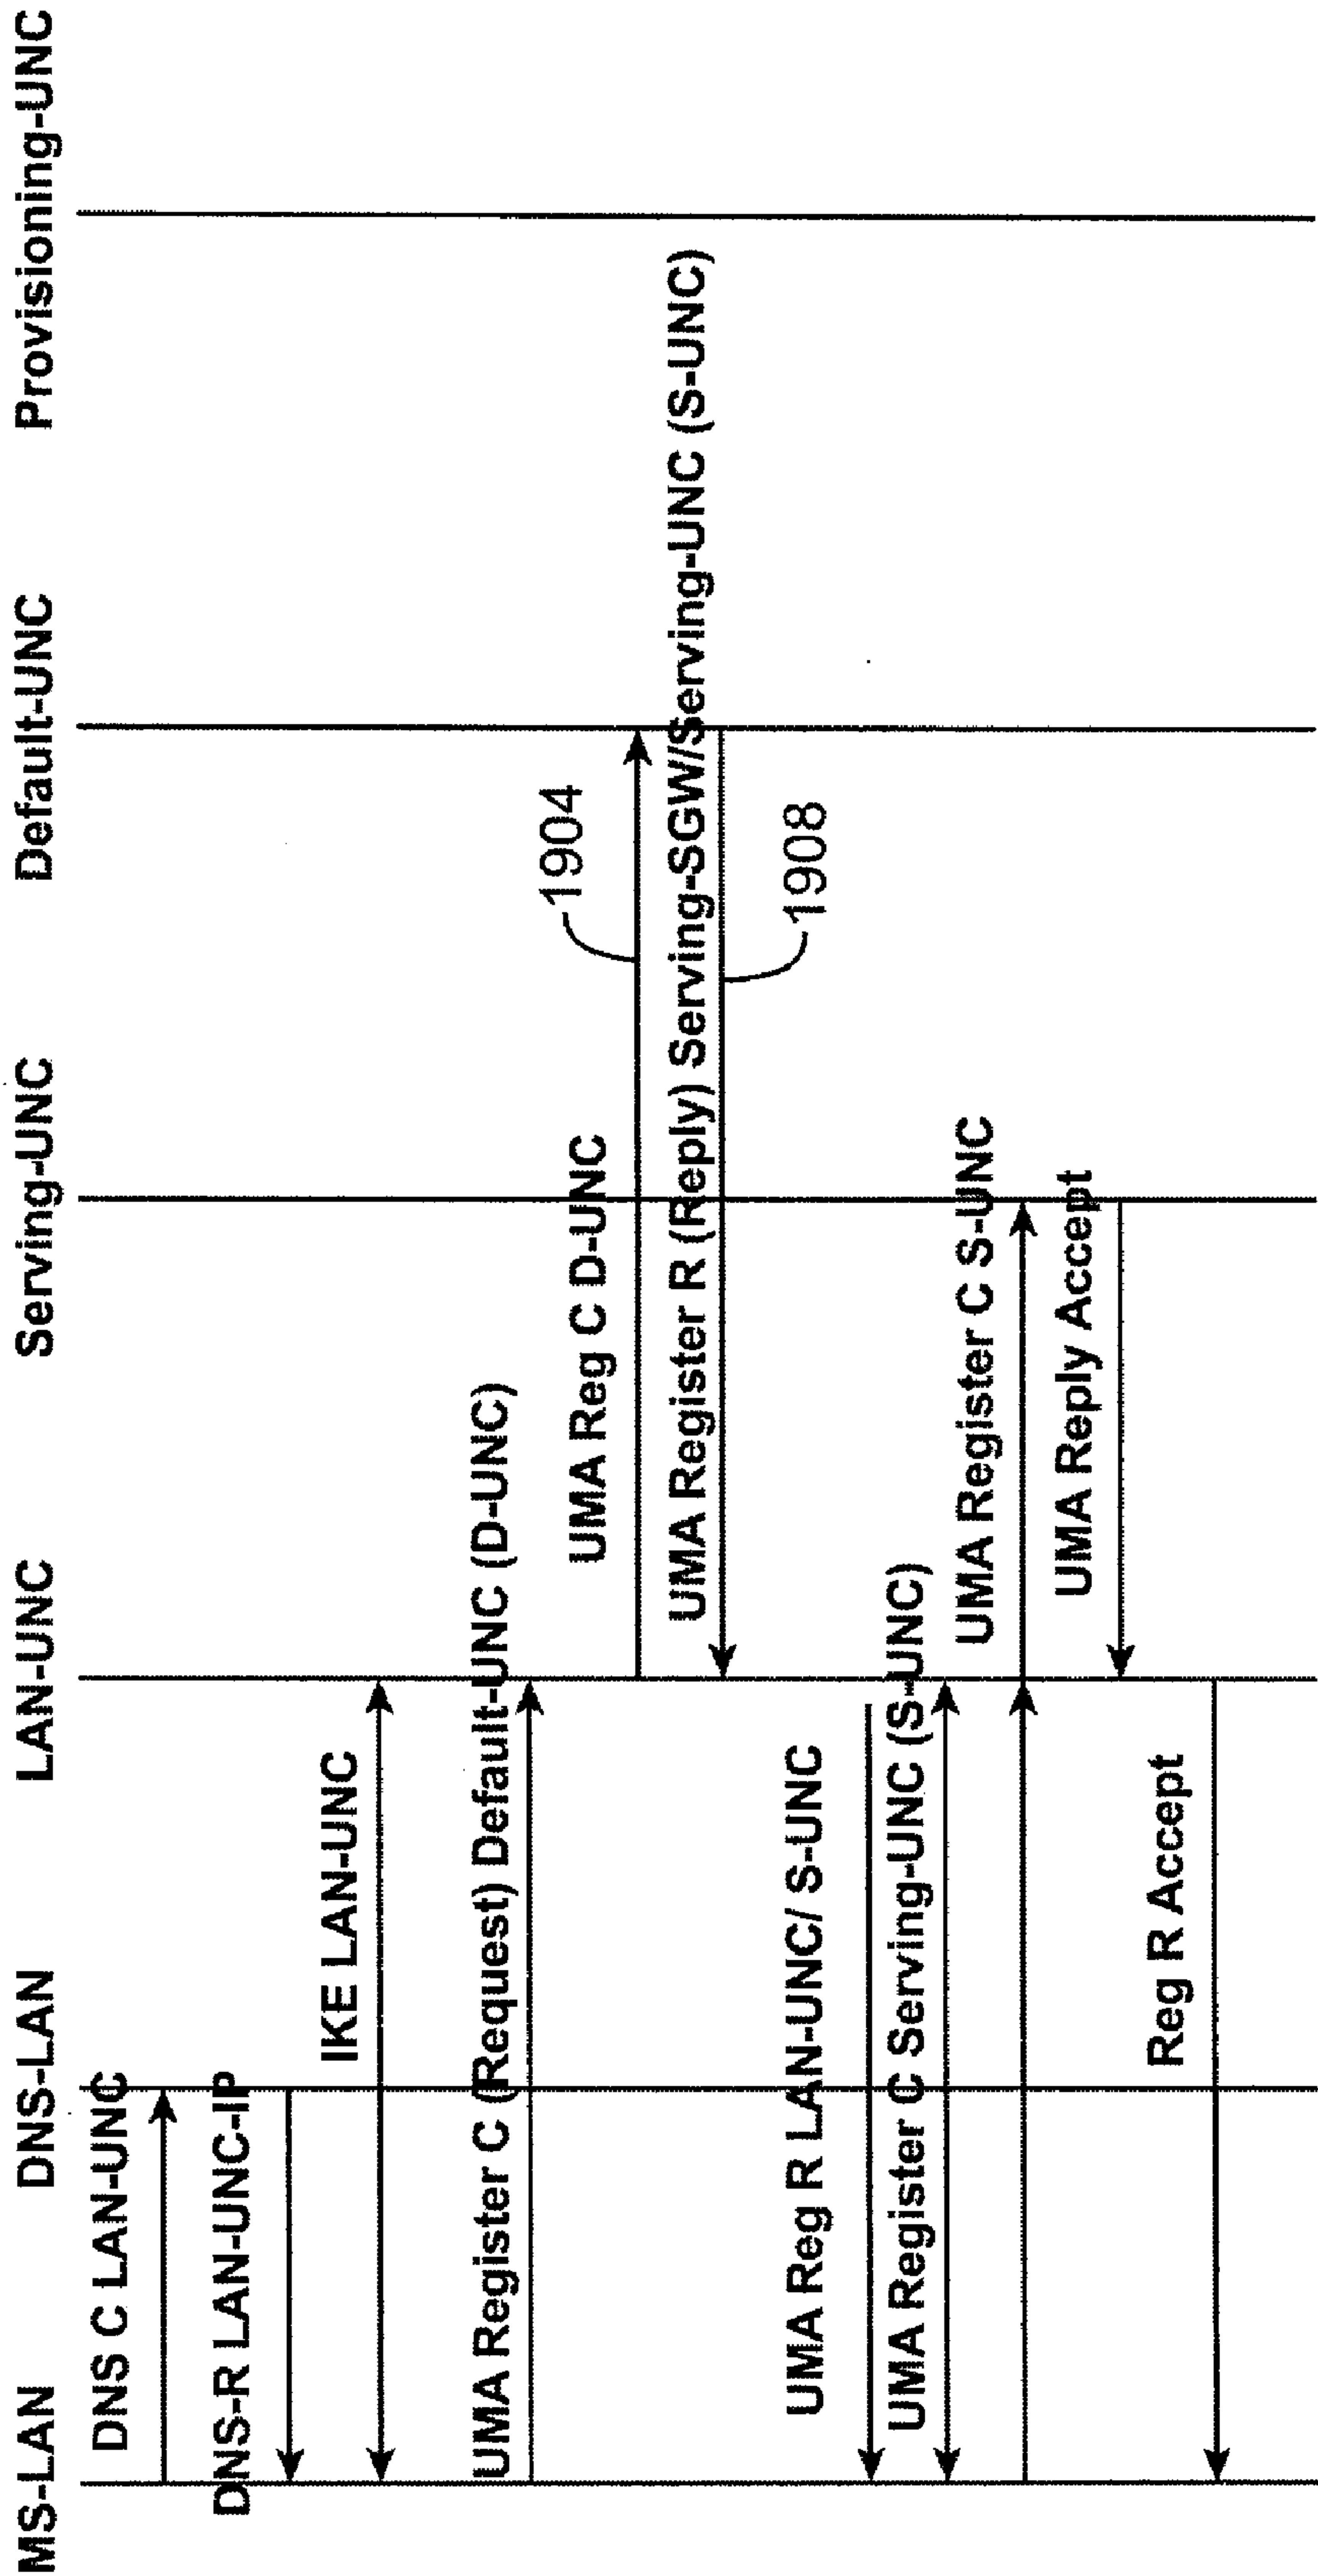 MS-LAN
DNS-LAN
LAN-UNC
Serving-UNC
Default-UNC
Provisioning-UNC
DNS C LAN-UNC
DNS-R LAN-UNC-IP
IKE LAN-UNC
UMA Register C (Request) Default-UNC (D-UNC)
1904
UMA Reg C D-UNC
UMA Register R (Reply) Serving-SGW/Serving-UNC (S-UNC)
1908
UMA Reg R LAN-UNC/ S-UNC
UMA Register C Serving-UNC (S-UNC)
UMA Register C S-UNC
UMA Reply Accept
Reg R Accept